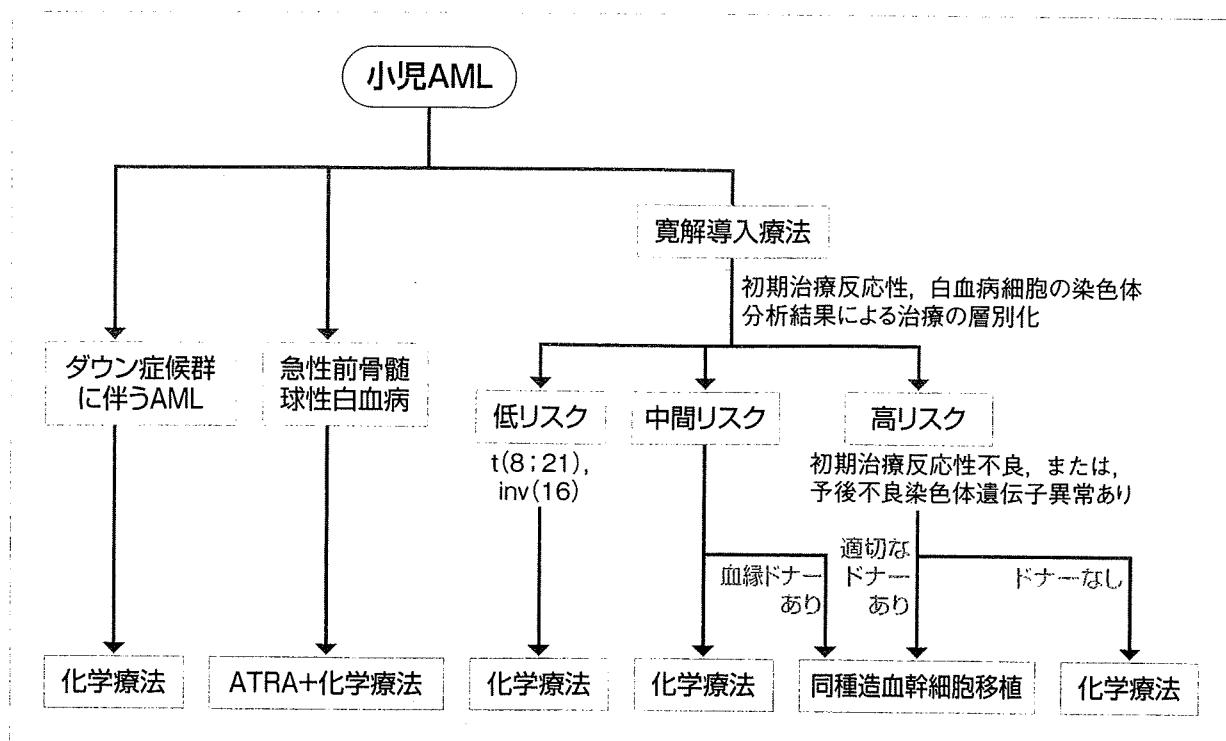 小児AML
寛解導入療法
初期治療反応性，白血病細胞の染色体
分析結果による治療の層別化
ダウン症候群
に伴うAML
急性前骨髄
球性白血病
低リスク
t(8；21)，
inv(16)
中間リスク
高リスク
初期治療反応性不良，または，
予後不良染色体遺伝子異常あり
血縁ドナー
あり
適切な
ドナー
あり
ドナーなし
化学療法
ATRA+化学療法
化学療法
化学療法
同種造血幹細胞移植
化学療法